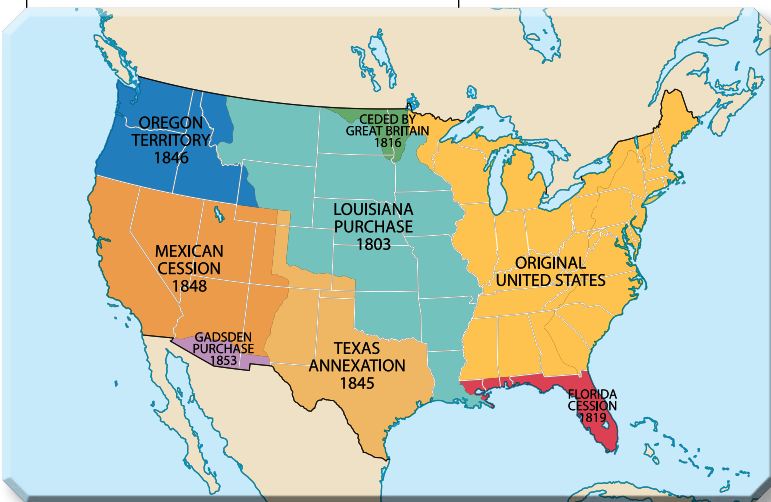 CEDED BY
GREAT BRITAIN
1816
OREGON
TERRITORY
1846
LOUISIANA
PURCHASE
1803
MEXICAN
CESSION
1848
ORIGINAL
UNITED STATES
GADSDEN
PURCHASE
1853
TEXAS
ANNEXATION
1845
FLORIDA
CESSION
1819